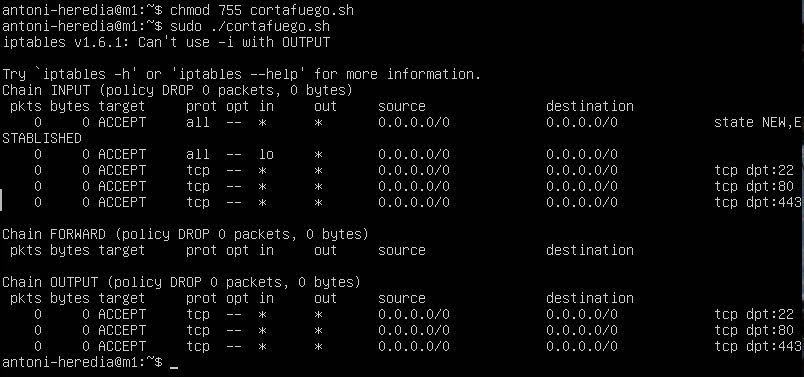 antoni-heredia@m1:~$ chmod 755 cortafuego.sh
antoni-heredia@m1:~$ sudo ./cortafuego.sh
iptables v1.6.1: Can't use -i with OUTPUT

Try `iptables -h' or 'iptables --help' for more information.
Chain INPUT (policy DROP 0 packets, 0 bytes)
 pkts bytes target     prot opt in     out     source               destination
    0     0 ACCEPT     all  --  *      *       0.0.0.0/0            0.0.0.0/0            state NEW,E
STABLISHED
    0     0 ACCEPT     all  --  lo     *       0.0.0.0/0            0.0.0.0/0
    0     0 ACCEPT     tcp  --  *      *       0.0.0.0/0            0.0.0.0/0            tcp dpt:22
    0     0 ACCEPT     tcp  --  *      *       0.0.0.0/0            0.0.0.0/0            tcp dpt:80
    0     0 ACCEPT     tcp  --  *      *       0.0.0.0/0            0.0.0.0/0            tcp dpt:443

Chain FORWARD (policy DROP 0 packets, 0 bytes)
 pkts bytes target     prot opt in     out     source               destination

Chain OUTPUT (policy DROP 0 packets, 0 bytes)
 pkts bytes target     prot opt in     out     source               destination
    0     0 ACCEPT     tcp  --  *      *       0.0.0.0/0            0.0.0.0/0            tcp dpt:22
    0     0 ACCEPT     tcp  --  *      *       0.0.0.0/0            0.0.0.0/0            tcp dpt:80
    0     0 ACCEPT     tcp  --  *      *       0.0.0.0/0            0.0.0.0/0            tcp dpt:443
antoni-heredia@m1:~$ _